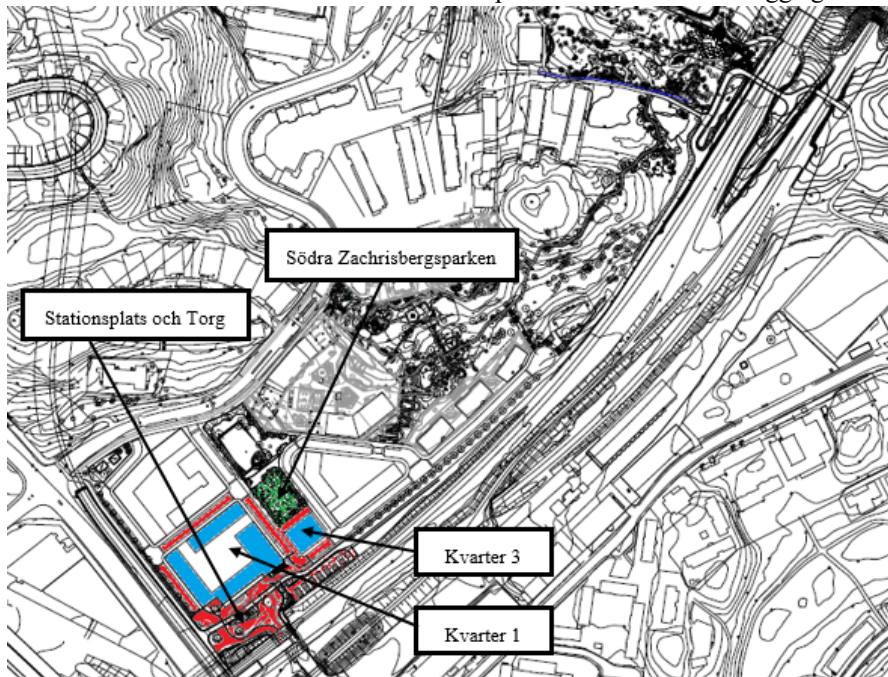 Södra Zachrisbergsparken
Stationsplats och Torg
Kvarter 3
Kvarter 1